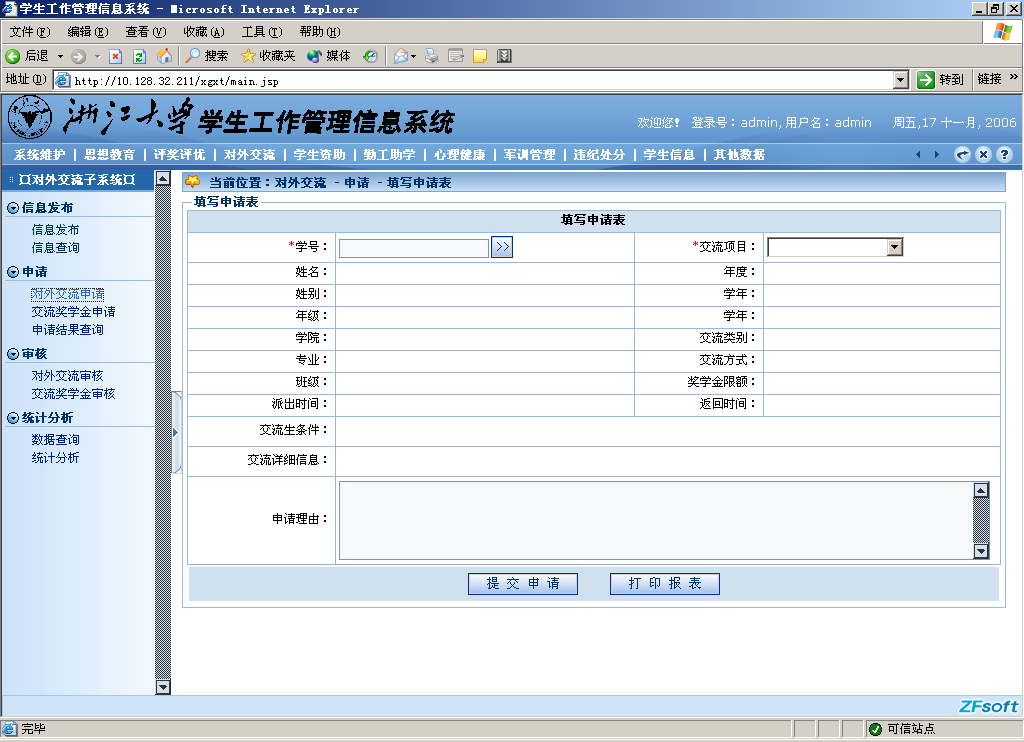 学生工作管理信息系统 - Microsoft Internet Explorer
文件(F) 编辑(E) 查看(V) 收藏(A) 工具(T) 帮助(H)
后退 搜索 收藏夹 媒体
地址(D) http://10.128.32.211/xgxt/main.jsp 转到 链接 »
浙江大学 学生工作管理信息系统
欢迎您! 登录号：admin,用户名：admin 周五,17 十一月, 2006
系统维护 | 思想教育 | 评奖评优 | 对外交流 | 学生资助 | 勤工助学 | 心理健康 | 军训管理 | 违纪处分 | 学生信息 | 其他数据
对外交流子系统
当前位置：对外交流 - 申请 - 填写申请表
信息发布
信息发布
信息查询
申请
对外交流申请
交流奖学金申请
申请结果查询
审核
对外交流审核
交流奖学金审核
统计分析
数据查询
统计分析
填写申请表
填写申请表
*学号： >> *交流项目：
姓名： 年度：
姓别： 学年：
年级： 学年：
学院： 交流类别：
专业： 交流方式：
班级： 奖学金限额：
派出时间： 返回时间：
交流生条件：
交流详细信息：
申请理由：
提 交 申 请 打 印 报 表
ZFsoft
完毕 可信站点